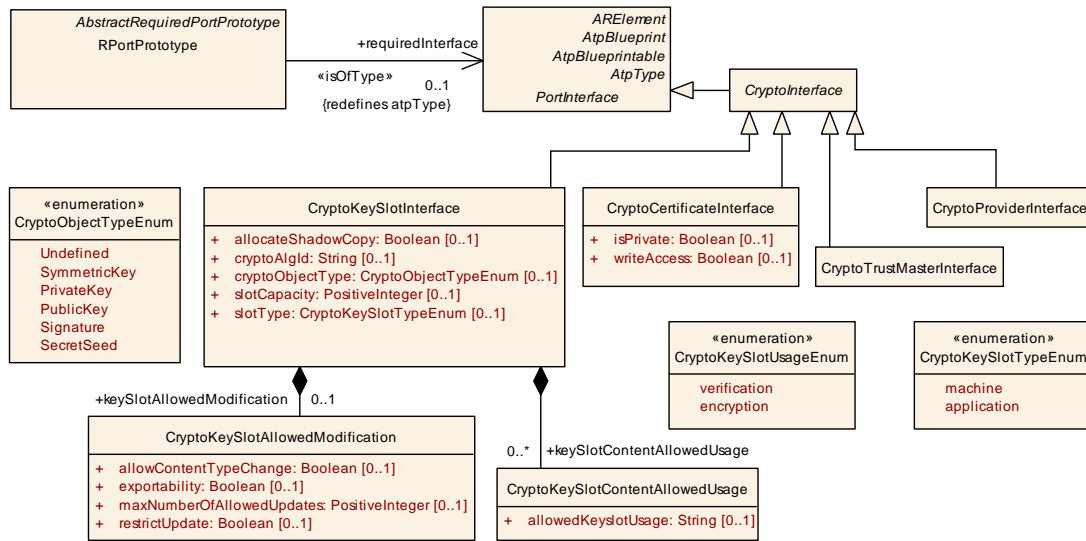 AbstractRequiredPortPrototype
RPortPrototype
+requiredInterface
«isOfType»
0..1
{redefines atpType}
ARElement
AtpBlueprint
AtpBlueprintable
AtpType
PortInterface
CryptoInterface
«enumeration»
CryptoObjectTypeEnum
Undefined
SymmetricKey
PrivateKey
PublicKey
Signature
SecretSeed
CryptoKeySlotInterface
+ allocateShadowCopy: Boolean [0..1]
+ cryptoAlgId: String [0..1]
+ cryptoObjectType: CryptoObjectTypeEnum [0..1]
+ slotCapacity: PositiveInteger [0..1]
+ slotType: CryptoKeySlotTypeEnum [0..1]
CryptoCertificateInterface
+ isPrivate: Boolean [0..1]
+ writeAccess: Boolean [0..1]
CryptoProviderInterface
CryptoTrustMasterInterface
«enumeration»
CryptoKeySlotUsageEnum
verification
encryption
«enumeration»
CryptoKeySlotTypeEnum
machine
application
+keySlotAllowedModification
0..1
CryptoKeySlotAllowedModification
+ allowContentTypeChange: Boolean [0..1]
+ exportability: Boolean [0..1]
+ maxNumberOfAllowedUpdates: PositiveInteger [0..1]
+ restrictUpdate: Boolean [0..1]
0..*
+keySlotContentAllowedUsage
CryptoKeySlotContentAllowedUsage
+ allowedKeyslotUsage: String [0..1]